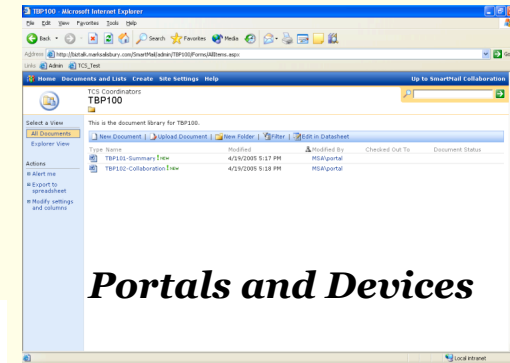 TBP100 - Microsoft Internet Explorer
File Edit View Favorites Tools Help
Back Search Favorites Media
Address http://biztalk.marksalisbury.com/SmartMailadmin/TBP100/Forms/AllItems.aspx Go
Links Admin TCS_Test
Home Documents and Lists Create Site Settings Help Up to SmartMail Collaboration
TCS Coordinators
TBP100
Select a View
All Documents
Explorer View
Actions
Alert me
Export to spreadsheet
Modify settings and columns
This is the document library for TBP100.
New Document | Upload Document | New Folder | Filter | Edit in Datasheet
Type Name Modified Modified By Checked Out To Document Status
TBP101-Summary ! NEW 4/19/2005 5:17 PM MSA\portal
TBP102-Collaboration ! NEW 4/19/2005 5:18 PM MSA\portal
Portals and Devices
Local intranet